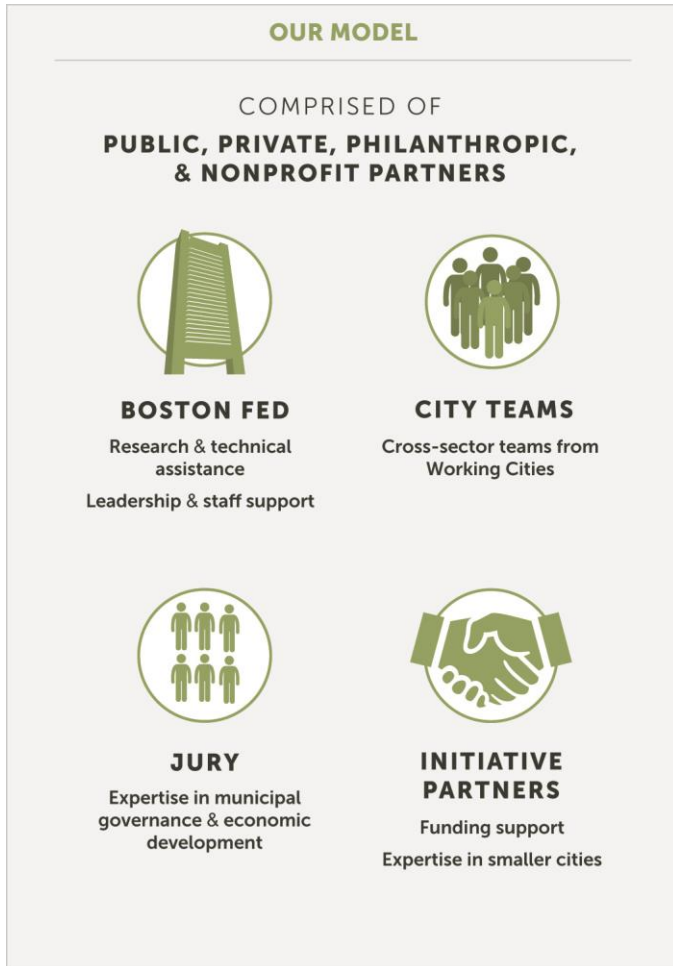 OUR MODEL
COMPRISED OF
PUBLIC, PRIVATE, PHILANTHROPIC,
& NONPROFIT PARTNERS
BOSTON FED
Research & technical
assistance
Leadership & staff support
CITY TEAMS
Cross-sector teams from
Working Cities
JURY
Expertise in municipal
governance & economic
development
INITIATIVE
PARTNERS
Funding support
Expertise in smaller cities